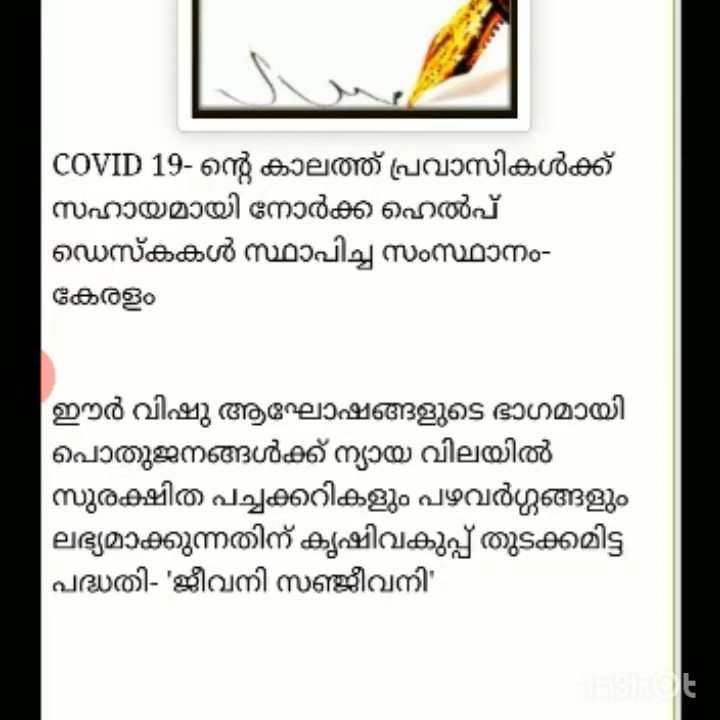 COVID 19- ന്റെ കാലത്ത് പ്രവാസികൾക്ക്
സഹായമായി നോർക്ക ഹെൽപ്
ഡെസ്കകൾ സ്ഥാപിച്ച സംസ്ഥാനം-
കേരളം
ഈർ വിഷു ആഘോഷങ്ങളുടെ ഭാഗമായി
പൊതുജനങ്ങൾക്ക് ന്യായ വിലയിൽ
സുരക്ഷിത പച്ചക്കറികളും പഴവർഗ്ഗങ്ങളും
ലഭ്യമാക്കുന്നതിന് കൃഷിവകുപ്പ് തുടക്കമിട്ട
പദ്ധതി- 'ജീവനി സഞ്ജീവനി'